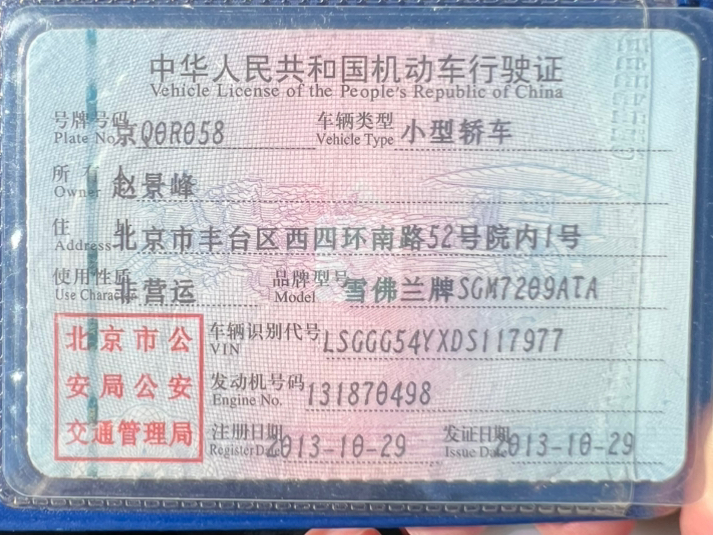 中华人民共和国机动车行驶证
Vehicle License of the People's Republic of China
号牌号码 京Q0R058 车辆类型 小型轿车
Plate No. Vehicle Type
所有人 赵景峰
Owner
住址 北京市丰台区西四环南路52号院内1号
Address
使用性质 非营运 品牌型号 雪佛兰牌SGM7209ATA
Use Character Model
北京市公
安局公安
交通管理局
车辆识别代号 LSGGG54YXDS117977
VIN
发动机号码 131870498
Engine No.
注册日期 2013-10-29 发证日期 2013-10-29
Register Date Issue Date